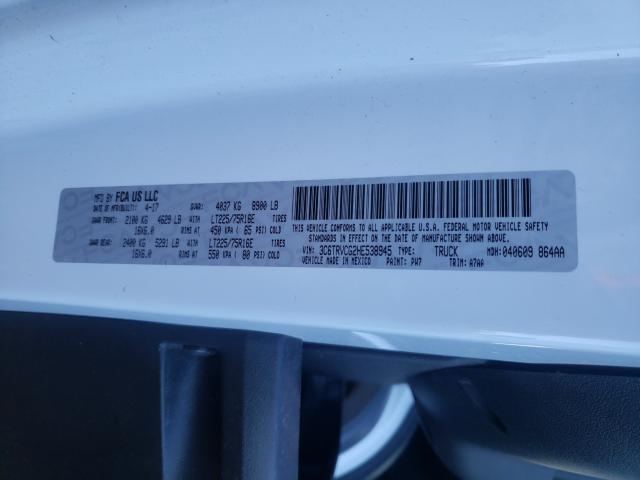 MFD BY FCA US LLC
DATE OF MFR(BUILT): 4-17 GVWR: 4037 KG 8900 LB
GAWR FRONT: 2100 KG 4629 LB WITH LT225/75R16E TIRES
16X6.0 RIMS AT 450 KPA ( 65 PSI) COLD
GAWR REAR: 2400 KG 5291 LB WITH LT225/75R16E TIRES
16X6.0 RIMS AT 550 KPA ( 80 PSI) COLD
THIS VEHICLE CONFORMS TO ALL APPLICABLE U.S.A. FEDERAL MOTOR VEHICLE SAFETY
STANDARDS IN EFFECT ON THE DATE OF MANUFACTURE SHOWN ABOVE.
VIN: 3C6TRVCG2HE538945 TYPE: TRUCK MDH: 040609 864AA
VEHICLE MADE IN MEXICO PAINT: PW7 TRIM: A7AA